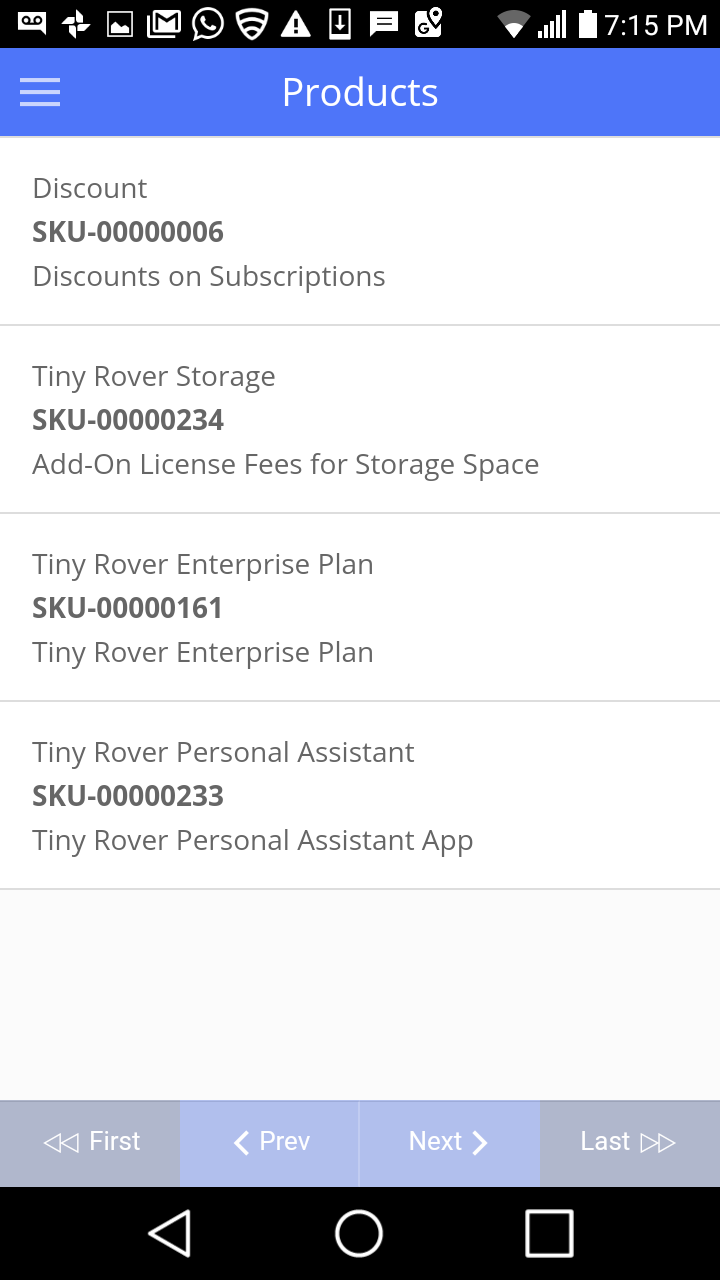 7:15 PM
Products
Discount
SKU-00000006
Discounts on Subscriptions
Tiny Rover Storage
SKU-00000234
Add-On License Fees for Storage Space
Tiny Rover Enterprise Plan
SKU-00000161
Tiny Rover Enterprise Plan
Tiny Rover Personal Assistant
SKU-00000233
Tiny Rover Personal Assistant App
First Prev Next Last